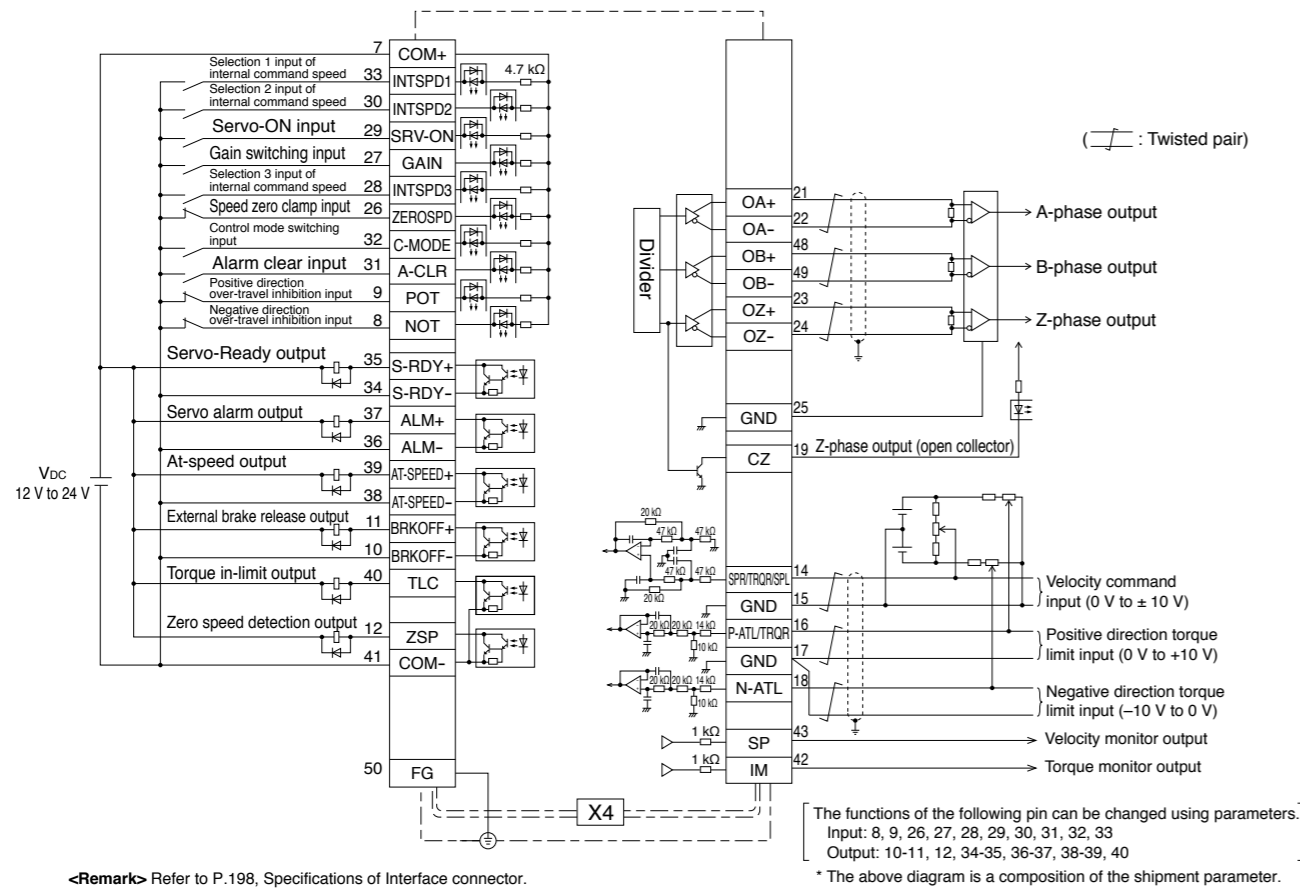 7 COM+
Selection 1 input of
internal command speed 33 INTSPD1 4.7 kΩ
Selection 2 input of
internal command speed 30 INTSPD2
Servo-ON input 29 SRV-ON
Gain switching input 27 GAIN
Selection 3 input of
internal command speed 28 INTSPD3
Speed zero clamp input 26 ZEROSPD
Control mode switching
input 32 C-MODE
Alarm clear input 31 A-CLR
Positive direction
over-travel inhibition input 9 POT
Negative direction
over-travel inhibition input 8 NOT
Servo-Ready output 35 S-RDY+
34 S-RDY−
Servo alarm output 37 ALM+
36 ALM−
At-speed output 39 AT-SPEED+
38 AT-SPEED−
External brake release output 11 BRKOFF+
10 BRKOFF−
Torque in-limit output 40 TLC
Zero speed detection output 12 ZSP
41 COM−
VDC
12 V to 24 V
50 FG
X4
( : Twisted pair)
Divider
OA+ 21
OA− 22
A-phase output
OB+ 48
OB− 49
B-phase output
OZ+ 23
OZ− 24
Z-phase output
GND 25
CZ 19 Z-phase output (open collector)
20 kΩ
47 kΩ 47 kΩ
47 kΩ 47 kΩ
20 kΩ
SPR/TRQR/SPL 14
GND 15
Velocity command
input (0 V to ± 10 V)
20 kΩ 20 kΩ 14 kΩ
10 kΩ
P-ATL/TRQR 16
GND 17
Positive direction torque
limit input (0 V to +10 V)
20 kΩ 20 kΩ 14 kΩ
10 kΩ
N-ATL 18
Negative direction torque
limit input (–10 V to 0 V)
1 kΩ SP 43 Velocity monitor output
1 kΩ IM 42 Torque monitor output
The functions of the following pin can be changed using parameters.
Input: 8, 9, 26, 27, 28, 29, 30, 31, 32, 33
Output: 10-11, 12, 34-35, 36-37, 38-39, 40
* The above diagram is a composition of the shipment parameter.
<Remark> Refer to P.198, Specifications of Interface connector.